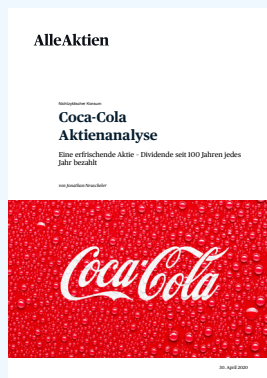 AlleAktien
Nichtzyklischer Konsum
Coca-Cola
Aktienanalyse
Eine erfrischende Aktie – Dividende seit 100 Jahren jedes
Jahr bezahlt
von Jonathan Neuscheler
Coca-Cola
30. April 2020